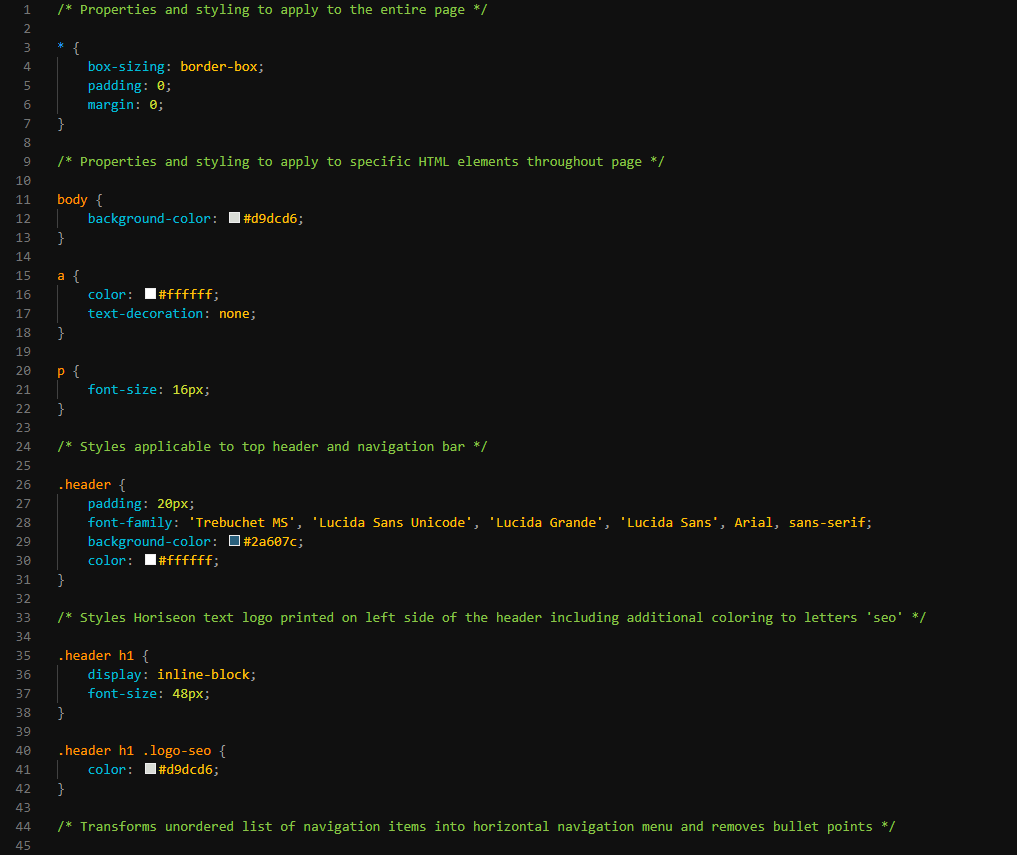 1 /* Properties and styling to apply to the entire page */
2
3 * {
4 box-sizing: border-box;
5 padding: 0;
6 margin: 0;
7 }
8
9 /* Properties and styling to apply to specific HTML elements throughout page */
10
11 body {
12 background-color: #d9dcd6;
13 }
14
15 a {
16 color: #ffffff;
17 text-decoration: none;
18 }
19
20 p {
21 font-size: 16px;
22 }
23
24 /* Styles applicable to top header and navigation bar */
25
26 .header {
27 padding: 20px;
28 font-family: 'Trebuchet MS', 'Lucida Sans Unicode', 'Lucida Grande', 'Lucida Sans', Arial, sans-serif;
29 background-color: #2a607c;
30 color: #ffffff;
31 }
32
33 /* Styles Horiseon text logo printed on left side of the header including additional coloring to letters 'seo' */
34
35 .header h1 {
36 display: inline-block;
37 font-size: 48px;
38 }
39
40 .header h1 .logo-seo {
41 color: #d9dcd6;
42 }
43
44 /* Transforms unordered list of navigation items into horizontal navigation menu and removes bullet points */
45